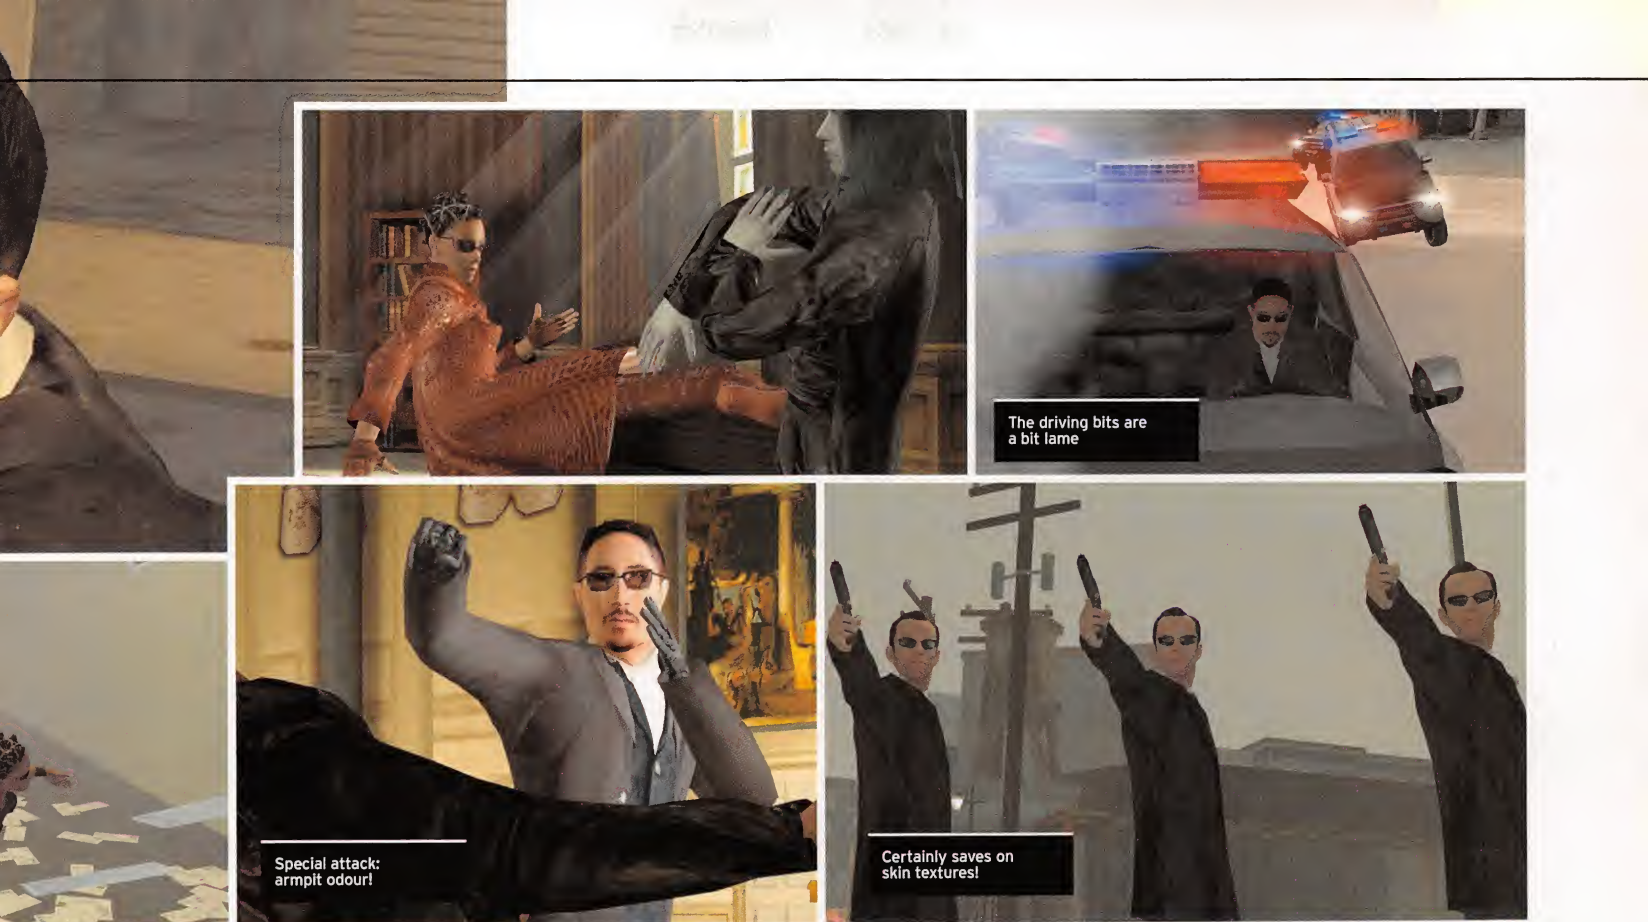 The driving bits are
a bit lame
Special attack:
armpit odour!
Certainly saves on
skin textures!